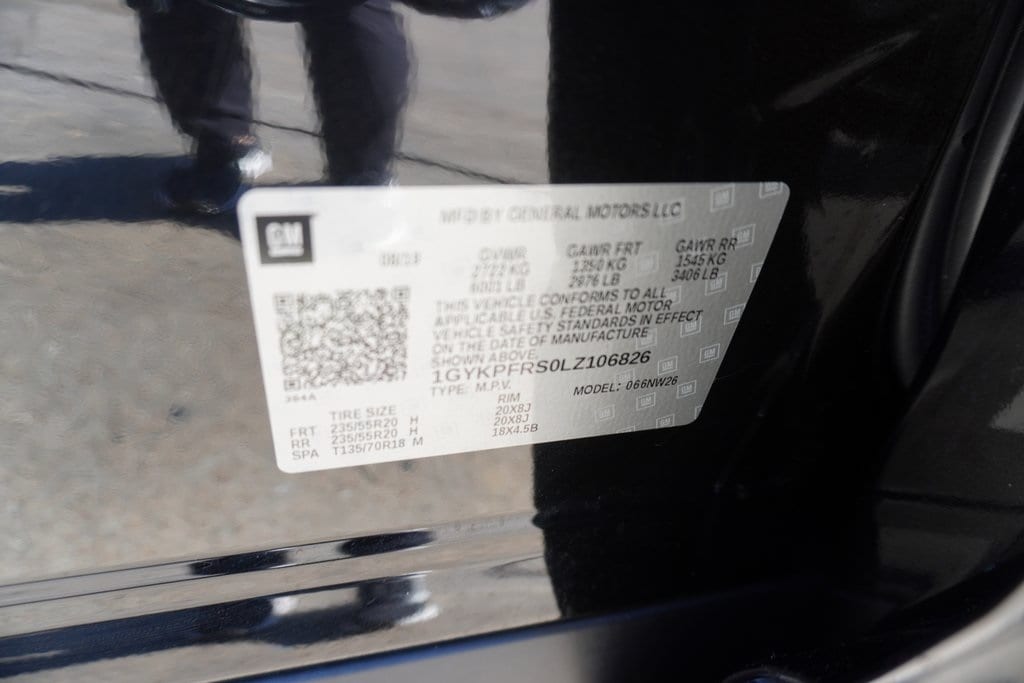 GM
MFD BY GENERAL MOTORS LLC
08/19 GVWR GAWR FRT GAWR RR
2722 KG 1350 KG 1545 KG
6001 LB 2976 LB 3406 LB
THIS VEHICLE CONFORMS TO ALL
APPLICABLE U.S. FEDERAL MOTOR
VEHICLE SAFETY STANDARDS IN EFFECT
ON THE DATE OF MANUFACTURE
SHOWN ABOVE.
1GYKPFRS0LZ106826
TYPE: M.P.V. MODEL: 066NW26
384A
TIRE SIZE RIM
FRT 235/55R20 H 20X8J
RR 235/55R20 H 20X8J
SPA T135/70R18 M 18X4.5B